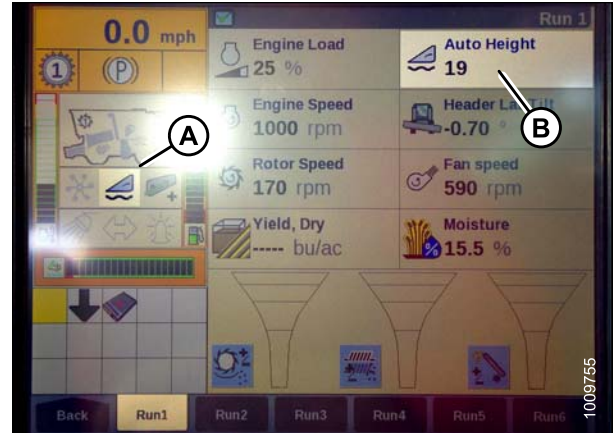 0.0 mph
Run 1
1
(P)
Engine Load
25 %
Auto Height
19
Engine Speed
1000 rpm
-0.70 °
Rotor Speed
170 rpm
Fan speed
590 rpm
Yield, Dry
----- bu/ac
Moisture
15.5 %
A
B
Header
Back
Run1
Run2
Run3
Run4
Run5
Run6
1009755